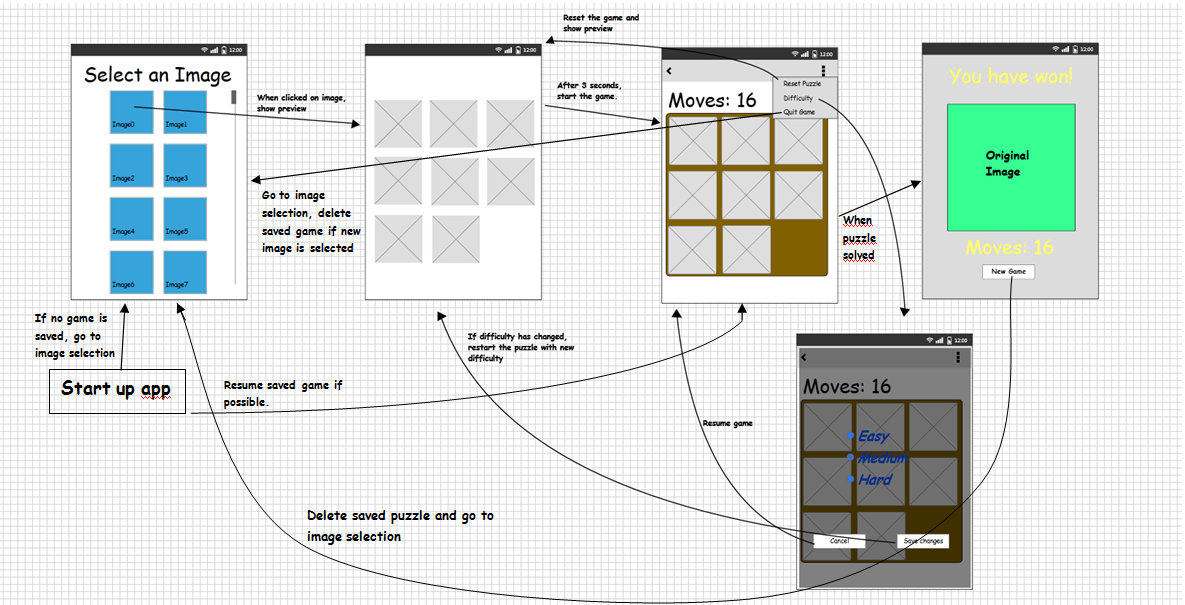 Reset the game and
show preview
12:00
12:00
12:00
12:00
Select an Image
Image0
Image1
Image2
Image3
Image4
Image5
Image6
Image7
When clicked on image,
show preview
After 3 seconds,
start the game.
Reset Puzzle
Difficulty
Quit Game
Moves: 16
You have won!
Original
Image
Moves: 16
New Game
Go to image
selection, delete
saved game if new
image is selected
When
puzzle
solved
If no game is
saved, go to
image selection
Start up app
Resume saved game if
possible.
If difficulty has changed,
restart the puzzle with new
difficulty
Resume game
12:00
Moves: 16
Easy
Medium
Hard
Cancel
Save changes
Delete saved puzzle and go to
image selection